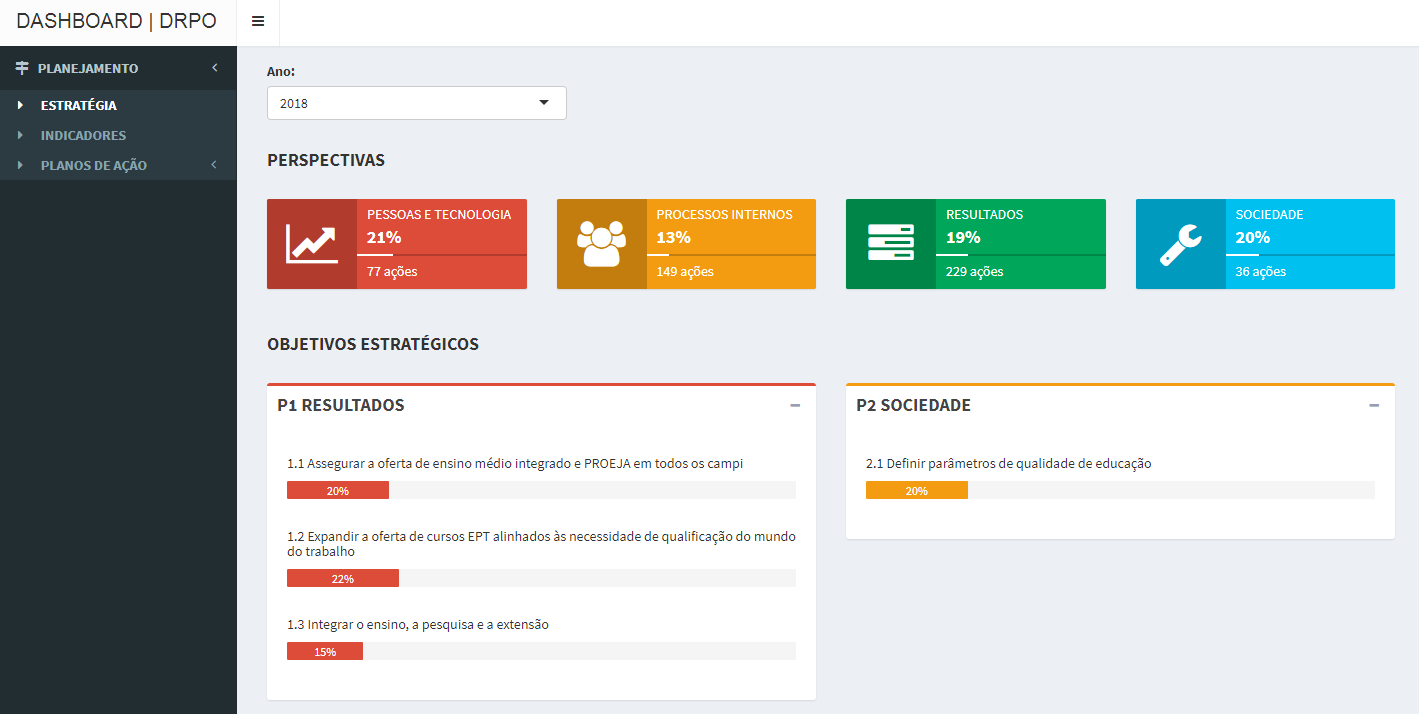 DASHBOARD | DRPO
PLANEJAMENTO
ESTRATÉGIA
INDICADORES
PLANOS DE AÇÃO
Ano:
2018
PERSPECTIVAS
PESSOAS E TECNOLOGIA
21%
77 ações
PROCESSOS INTERNOS
13%
149 ações
RESULTADOS
19%
229 ações
SOCIEDADE
20%
36 ações
OBJETIVOS ESTRATÉGICOS
P1 RESULTADOS
1.1 Assegurar a oferta de ensino médio integrado e PROEJA em todos os campi
20%
1.2 Expandir a oferta de cursos EPT alinhados às necessidade de qualificação do mundo
do trabalho
22%
1.3 Integrar o ensino, a pesquisa e a extensão
15%
P2 SOCIEDADE
2.1 Definir parâmetros de qualidade de educação
20%